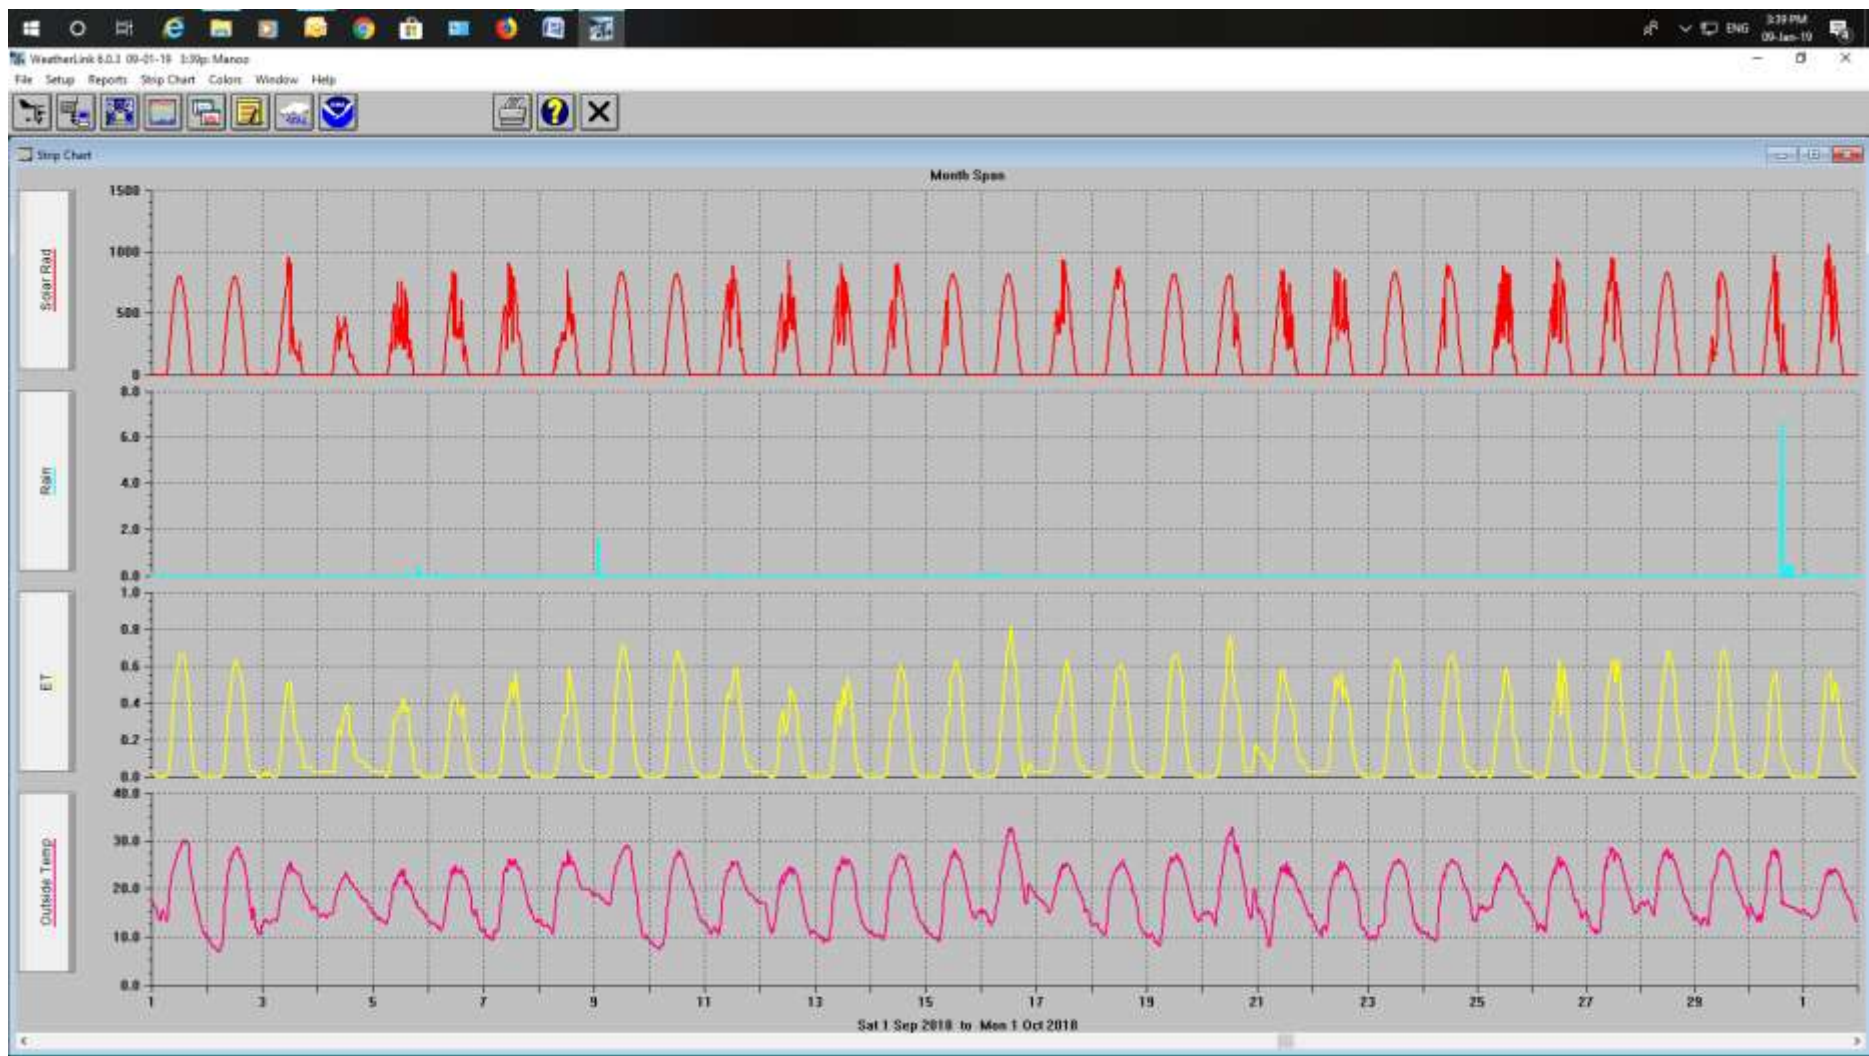 ENG
3:39 PM
09-Jan-19
WeatherLink 6.0.3 09-01-19 3:39p: Manoz
File Setup Reports Strip Chart Colors Window Help
Strip Chart
Month Span
Solar Rad
1500
1000
500
0
Rain
8.0
6.0
4.0
2.0
0.0
ET
1.0
0.8
0.6
0.4
0.2
0.0
Outside Temp
40.0
30.0
20.0
10.0
0.0
1 3 5 7 9 11 13 15 17 19 21 23 25 27 29 1
Sat 1 Sep 2018 to Mon 1 Oct 2018